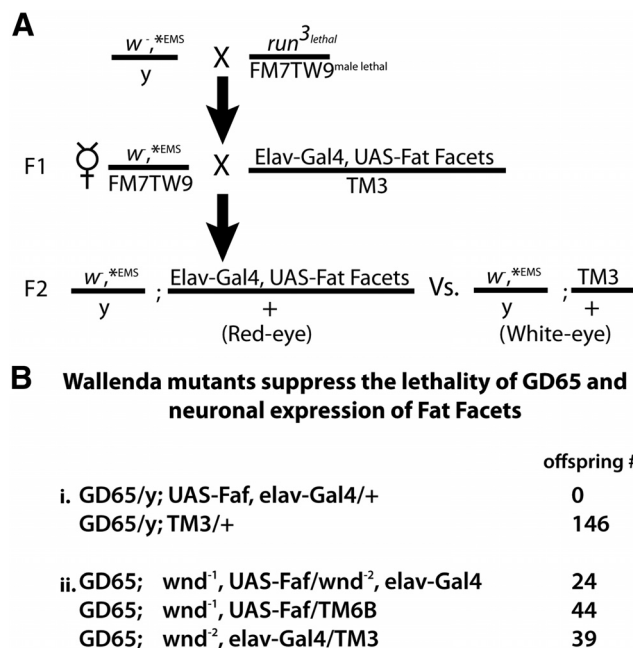 A
w⁻,*EMS X run³lethal
y FM7TW9male lethal
F1 w⁻,*EMS X Elav-Gal4, UAS-Fat Facets
FM7TW9 TM3
F2 w⁻,*EMS ; Elav-Gal4, UAS-Fat Facets Vs. w⁻,*EMS ; TM3
y + y +
(Red-eye) (White-eye)
B Wallenda mutants suppress the lethality of GD65 and
neuronal expression of Fat Facets
offspring #
i. GD65/y; UAS-Faf, elav-Gal4/+ 0
GD65/y; TM3/+ 146
ii. GD65; wnd⁻¹, UAS-Faf/wnd⁻², elav-Gal4 24
GD65; wnd⁻¹, UAS-Faf/TM6B 44
GD65; wnd⁻², elav-Gal4/TM3 39